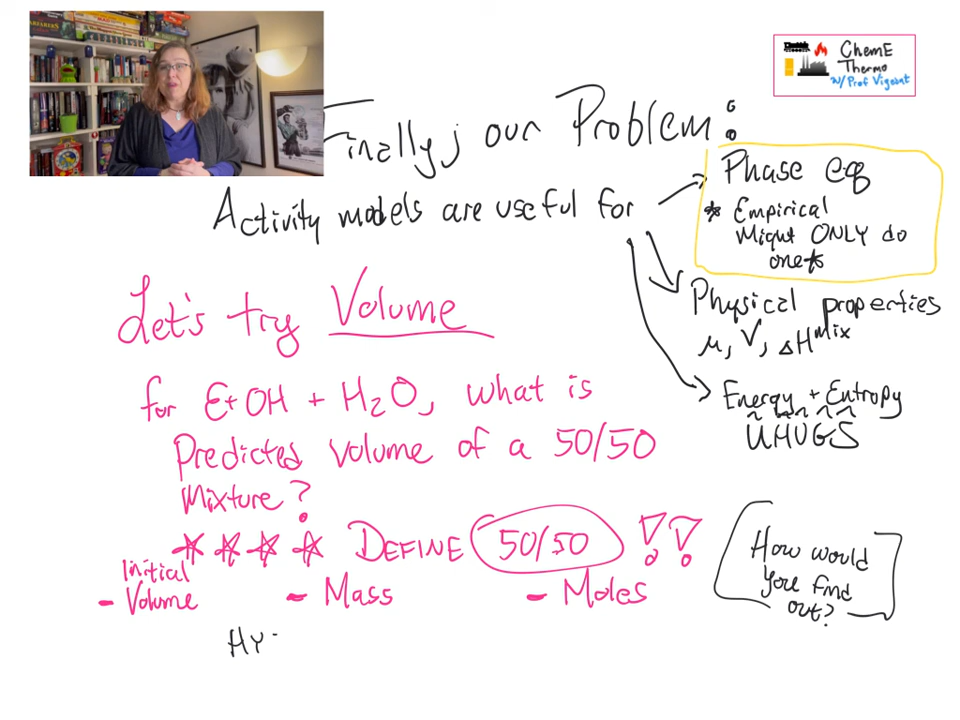 ChemE
Thermo
w/Prof Vigeant
Finally, our Problem:
Activity models are useful for
Phase eq
* Empirical
Might ONLY do
one*
Physical properties
μ, V, ΔH mix
Energy + Entropy
UHUGS
Let's try Volume
for EtOH + H2O, what is
Predicted volume of a 50/50
Mixture?
**** DEFINE 50/50 !!
Initial
- Volume
- Mass
- Moles
How would
you find
out?